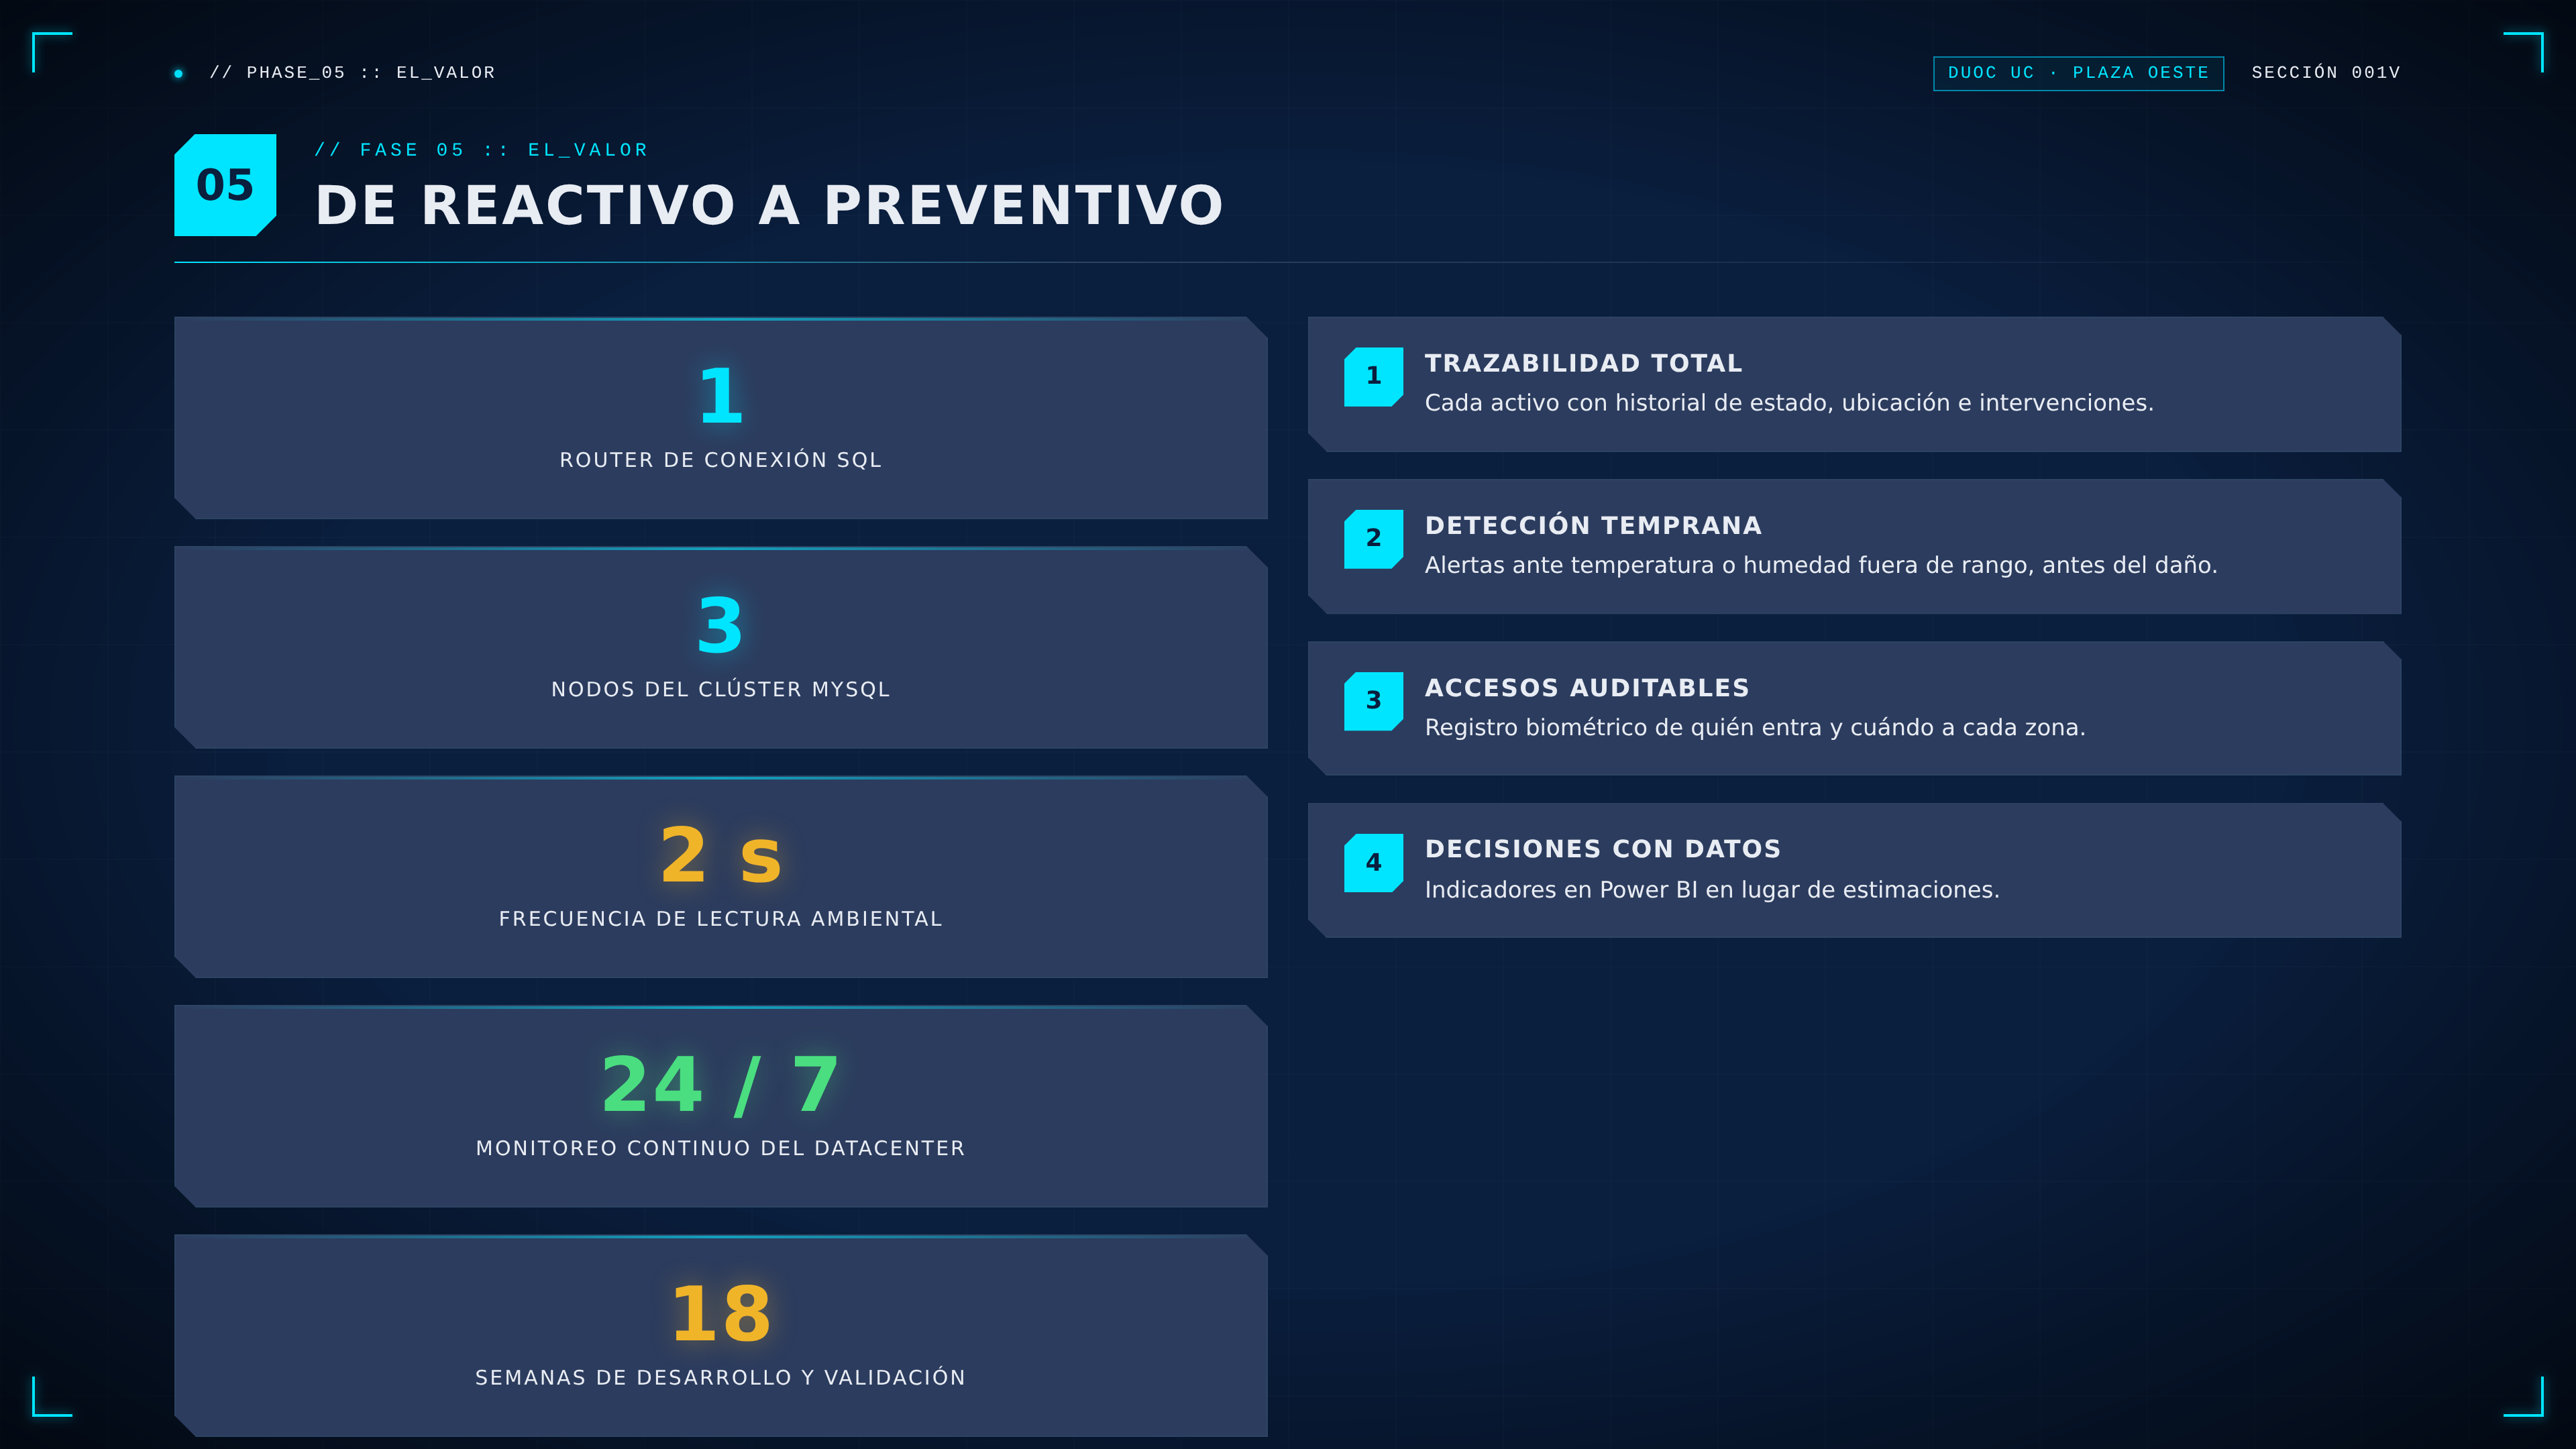 // PHASE_05 :: EL_VALOR
DUOC UC · PLAZA OESTE
SECCIÓN 001V
05
// FASE 05 :: EL_VALOR
DE REACTIVO A PREVENTIVO
1
ROUTER DE CONEXIÓN SQL
3
NODOS DEL CLÚSTER MYSQL
2 s
FRECUENCIA DE LECTURA AMBIENTAL
24 / 7
MONITOREO CONTINUO DEL DATACENTER
18
SEMANAS DE DESARROLLO Y VALIDACIÓN
1
TRAZABILIDAD TOTAL
Cada activo con historial de estado, ubicación e intervenciones.
2
DETECCIÓN TEMPRANA
Alertas ante temperatura o humedad fuera de rango, antes del daño.
3
ACCESOS AUDITABLES
Registro biométrico de quién entra y cuándo a cada zona.
4
DECISIONES CON DATOS
Indicadores en Power BI en lugar de estimaciones.